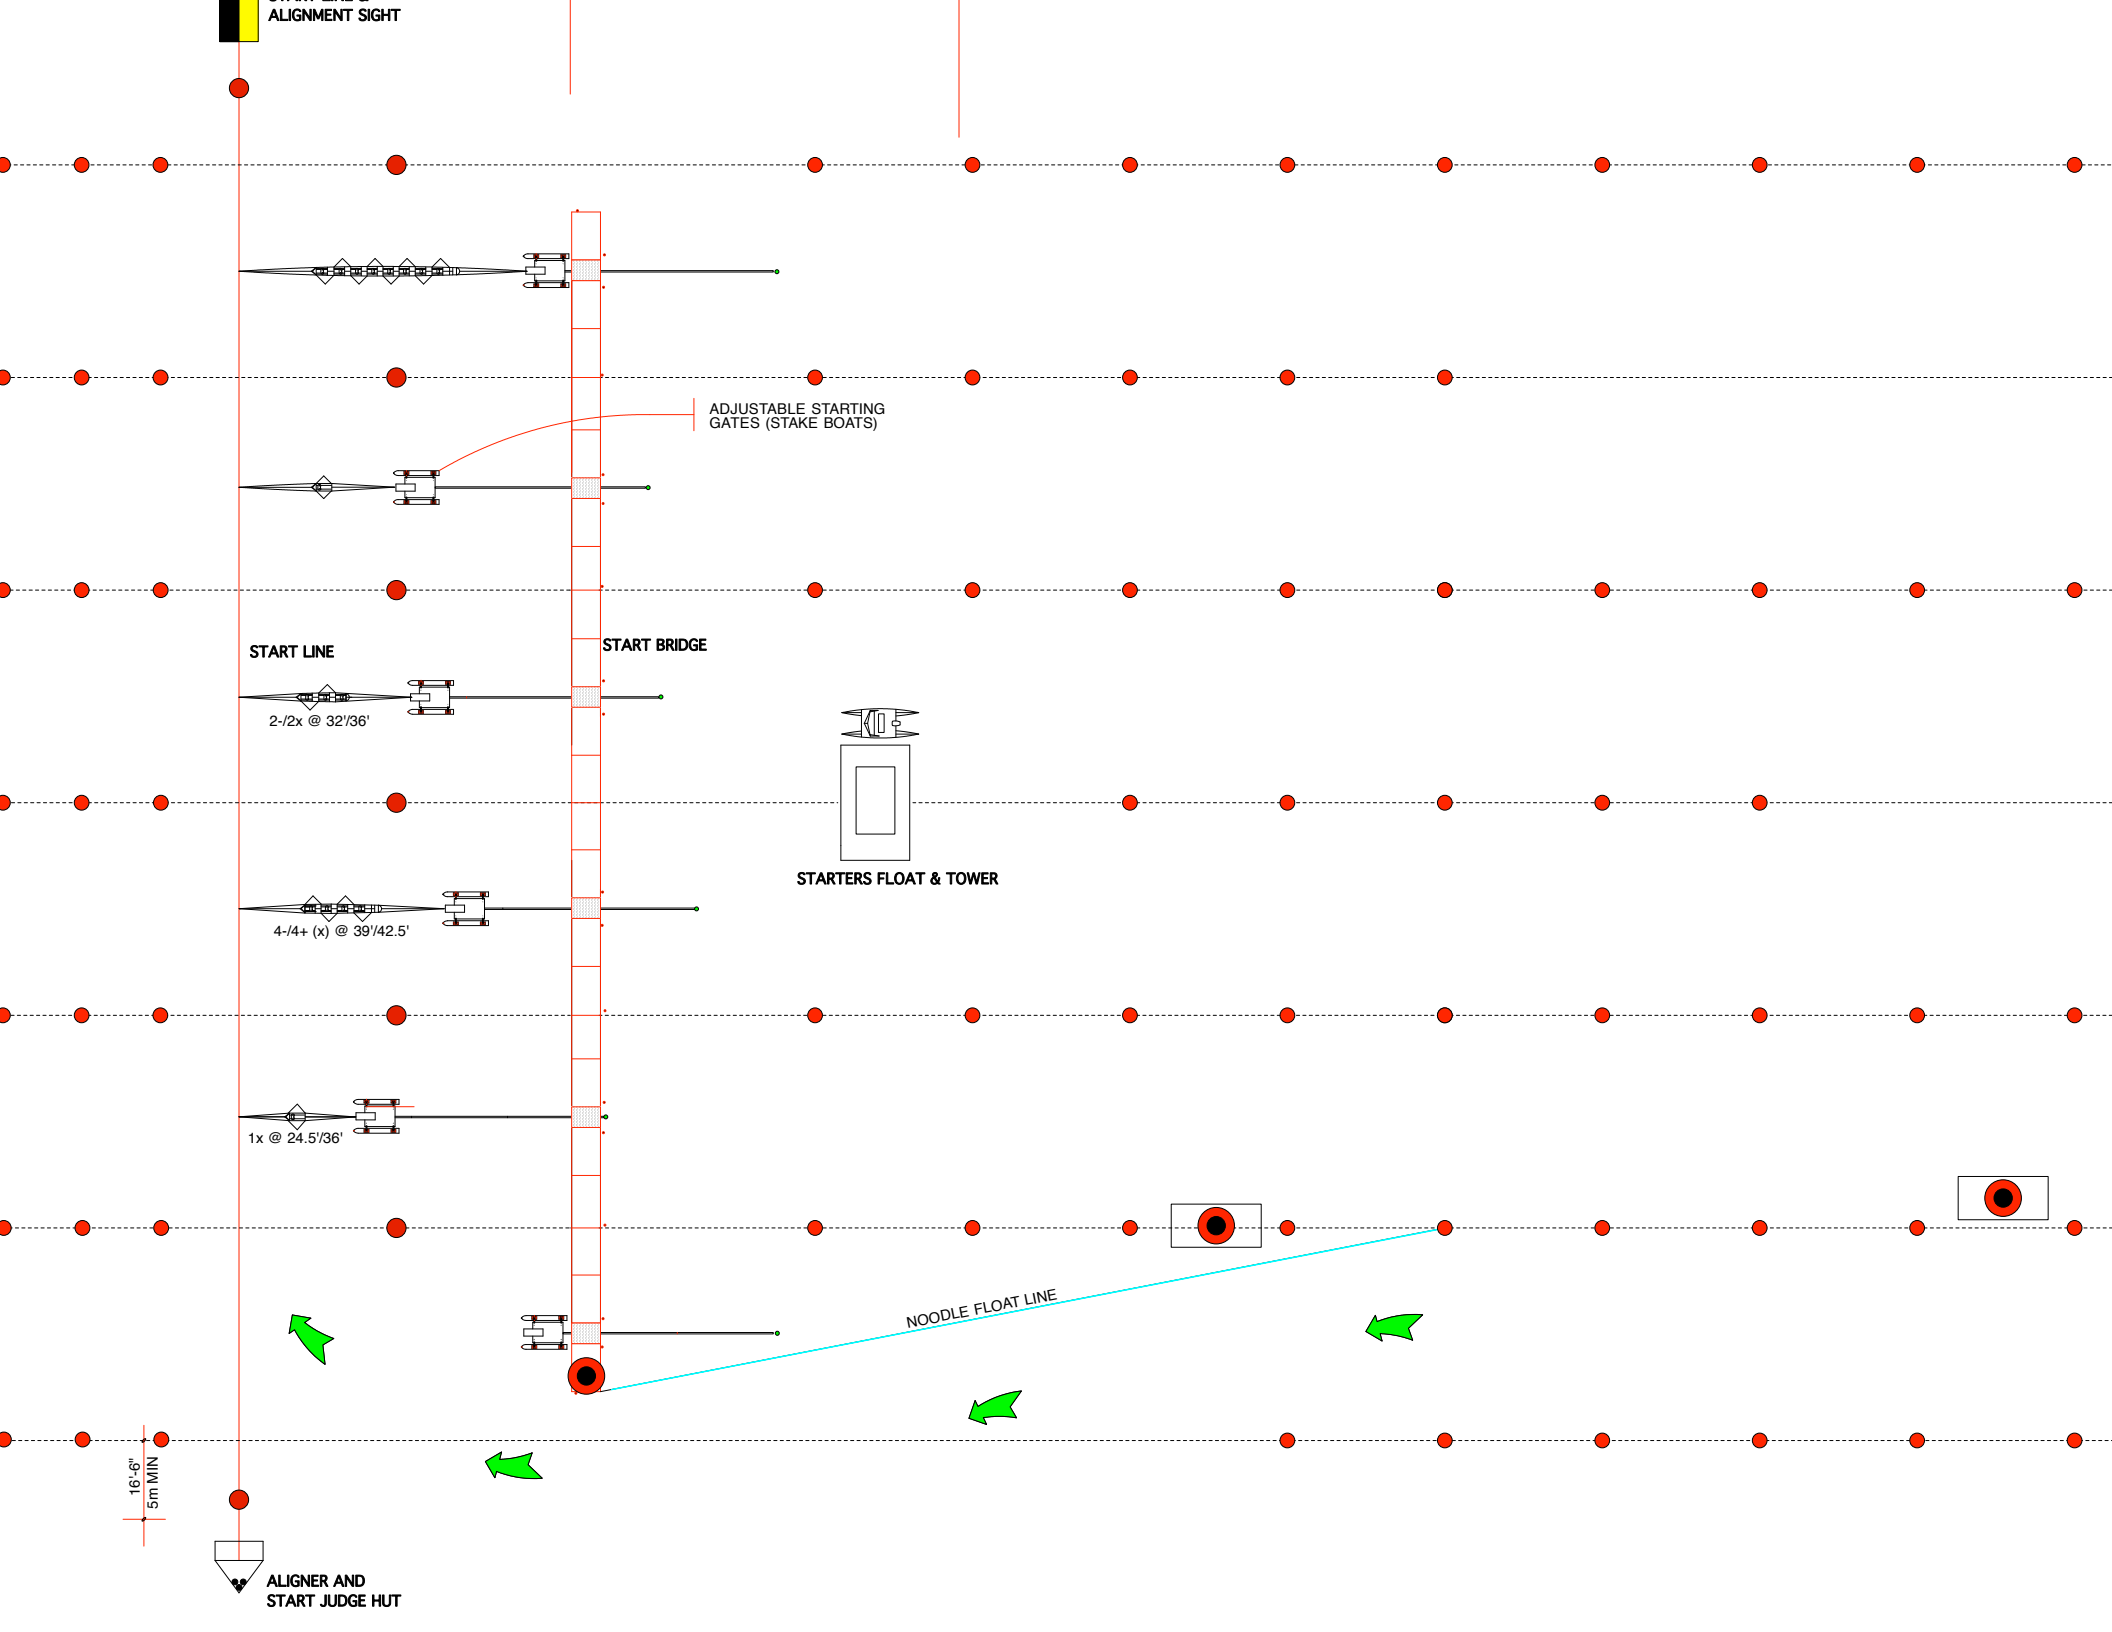 START LINE &
ALIGNMENT SIGHT
ADJUSTABLE STARTING
GATES (STAKE BOATS)
START LINE
START BRIDGE
2-/2x @ 32'/36'
STARTERS FLOAT & TOWER
4-/4+ (x) @ 39'/42.5'
1x @ 24.5'/36'
NOODLE FLOAT LINE
16'-6"
5m MIN
ALIGNER AND
START JUDGE HUT